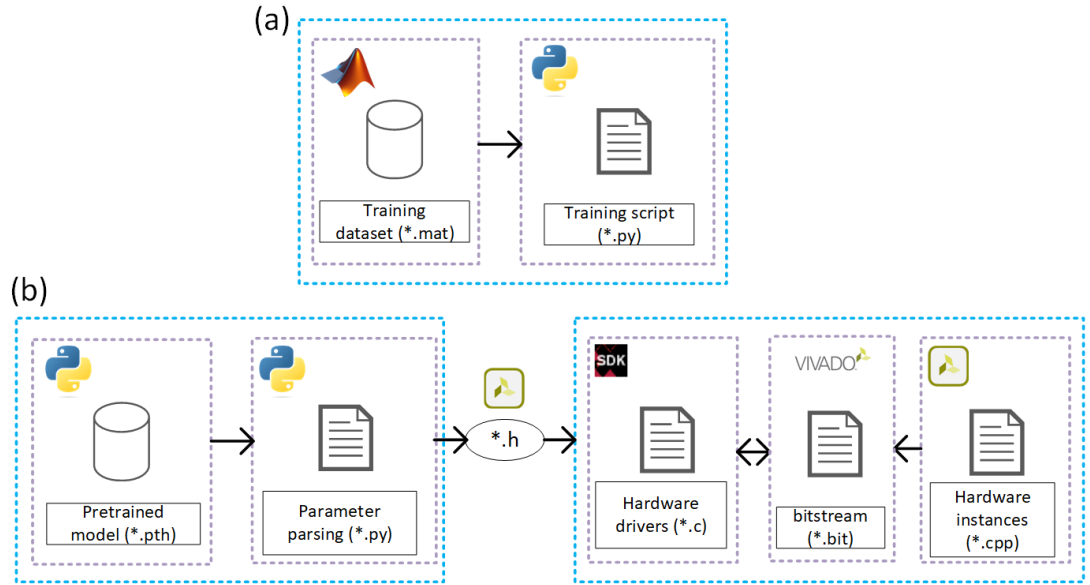 (a)
Training
dataset (*.mat)
Training script
(*.py)
(b)
Pretrained
model (*.pth)
Parameter
parsing (*.py)
*.h
SDK
Hardware
drivers (*.c)
VIVADO
bitstream
(*.bit)
Hardware
instances
(*.cpp)